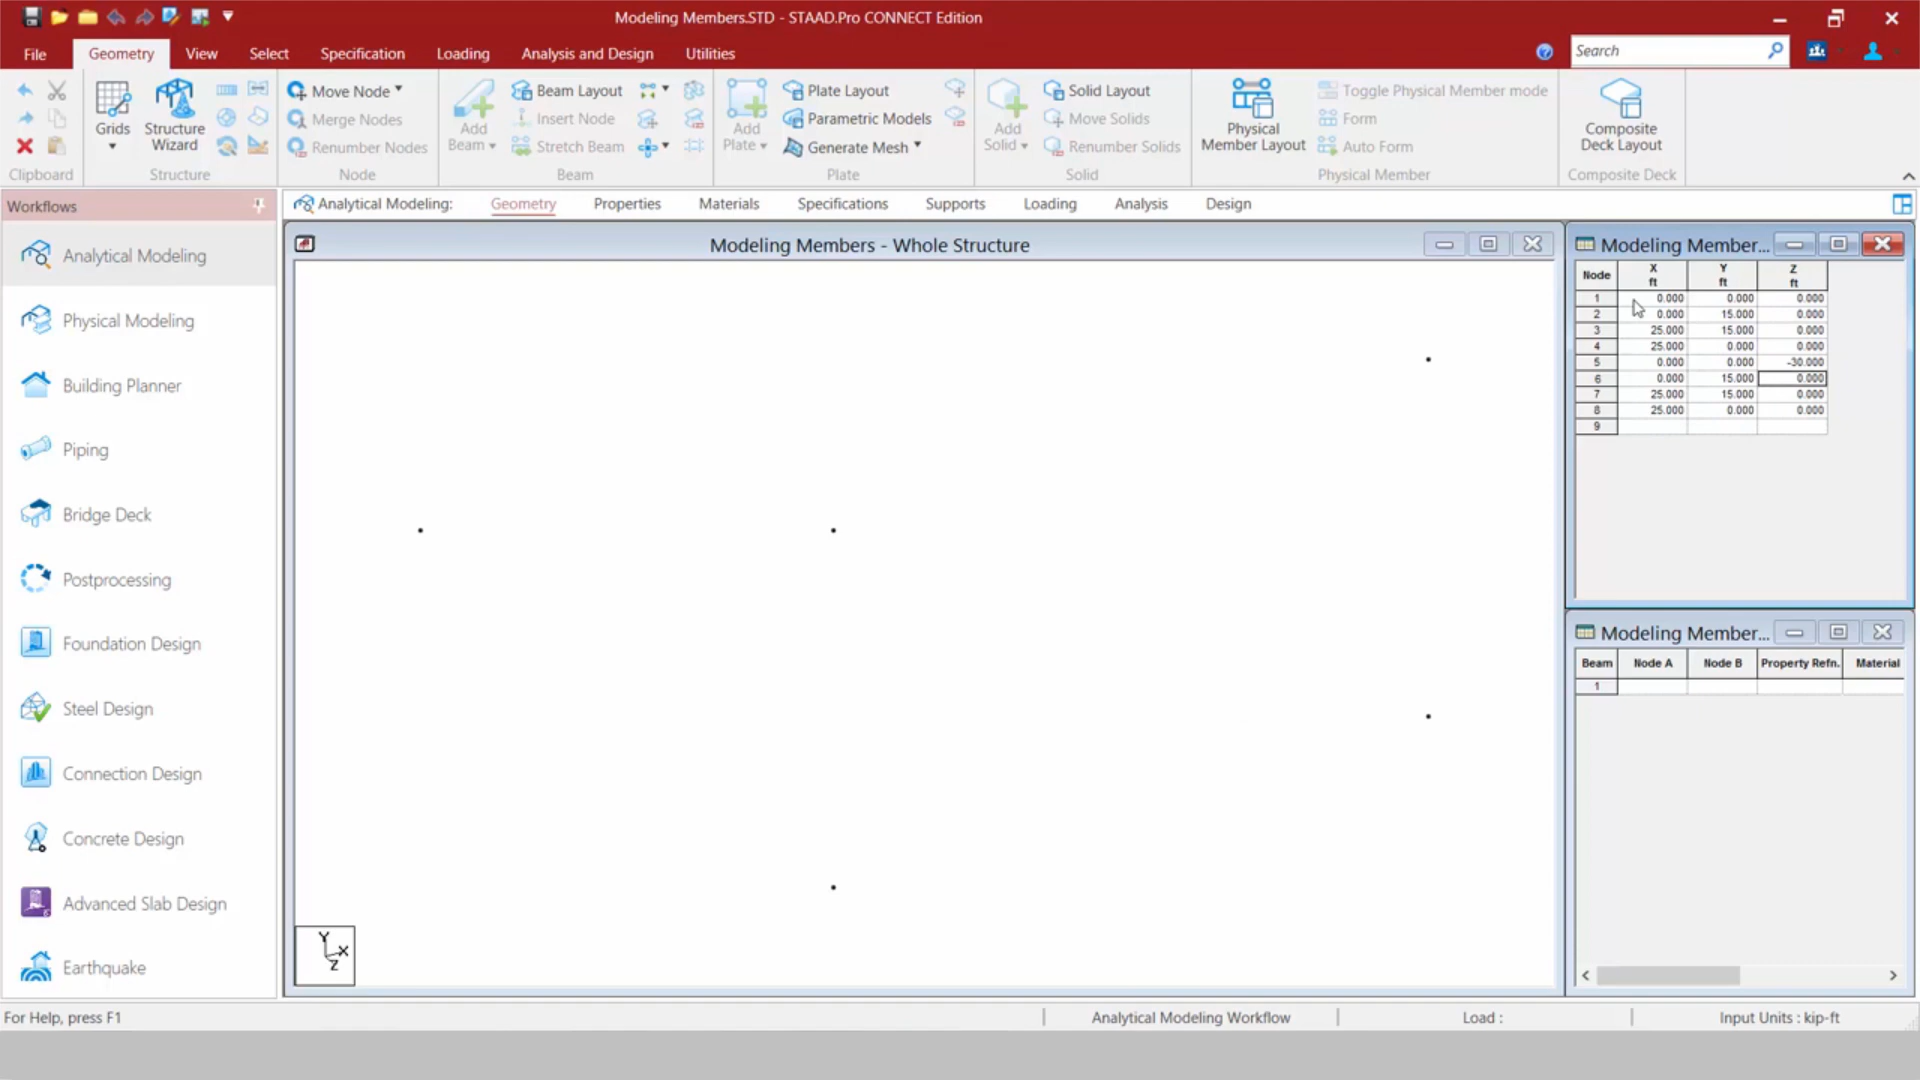 Modeling Members.STD - STAAD.Pro CONNECT Edition
File Geometry View Select Specification Loading Analysis and Design Utilities Search
Grids
Structure Wizard
Clipboard
Structure
Move Node
Merge Nodes
Renumber Nodes
Node
Add Beam
Beam Layout
Insert Node
Stretch Beam
Beam
Add Plate
Plate Layout
Parametric Models
Generate Mesh
Plate
Add Solid
Solid Layout
Move Solids
Renumber Solids
Solid
Physical Member Layout
Toggle Physical Member mode
Form
Auto Form
Physical Member
Composite Deck Layout
Composite Deck
Workflows
Analytical Modeling: Geometry Properties Materials Specifications Supports Loading Analysis Design
Analytical Modeling
Physical Modeling
Building Planner
Piping
Bridge Deck
Postprocessing
Foundation Design
Steel Design
Connection Design
Concrete Design
Advanced Slab Design
Earthquake
Modeling Members - Whole Structure
Y
X
Z
Modeling Member...
Node X ft Y ft Z ft
1 0.000 0.000 0.000
2 0.000 15.000 0.000
3 25.000 15.000 0.000
4 25.000 0.000 0.000
5 0.000 0.000 -30.000
6 0.000 15.000 0.000
7 25.000 15.000 0.000
8 25.000 0.000 0.000
9
Modeling Member...
Beam Node A Node B Property Refn. Material
1
For Help, press F1 Analytical Modeling Workflow Load : Input Units : kip-ft